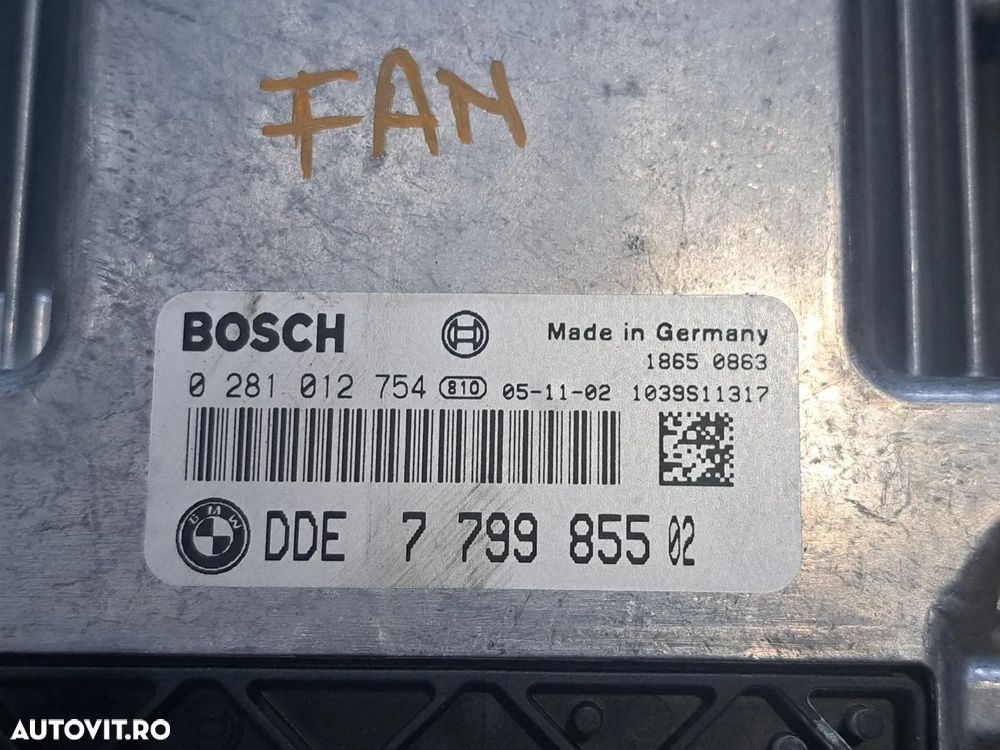 FAN
BOSCH Made in Germany
1865 0863
0 281 012 754 810 05-11-02 1039S11317
BMW DDE 7 799 855 02
AUTOVIT.RO